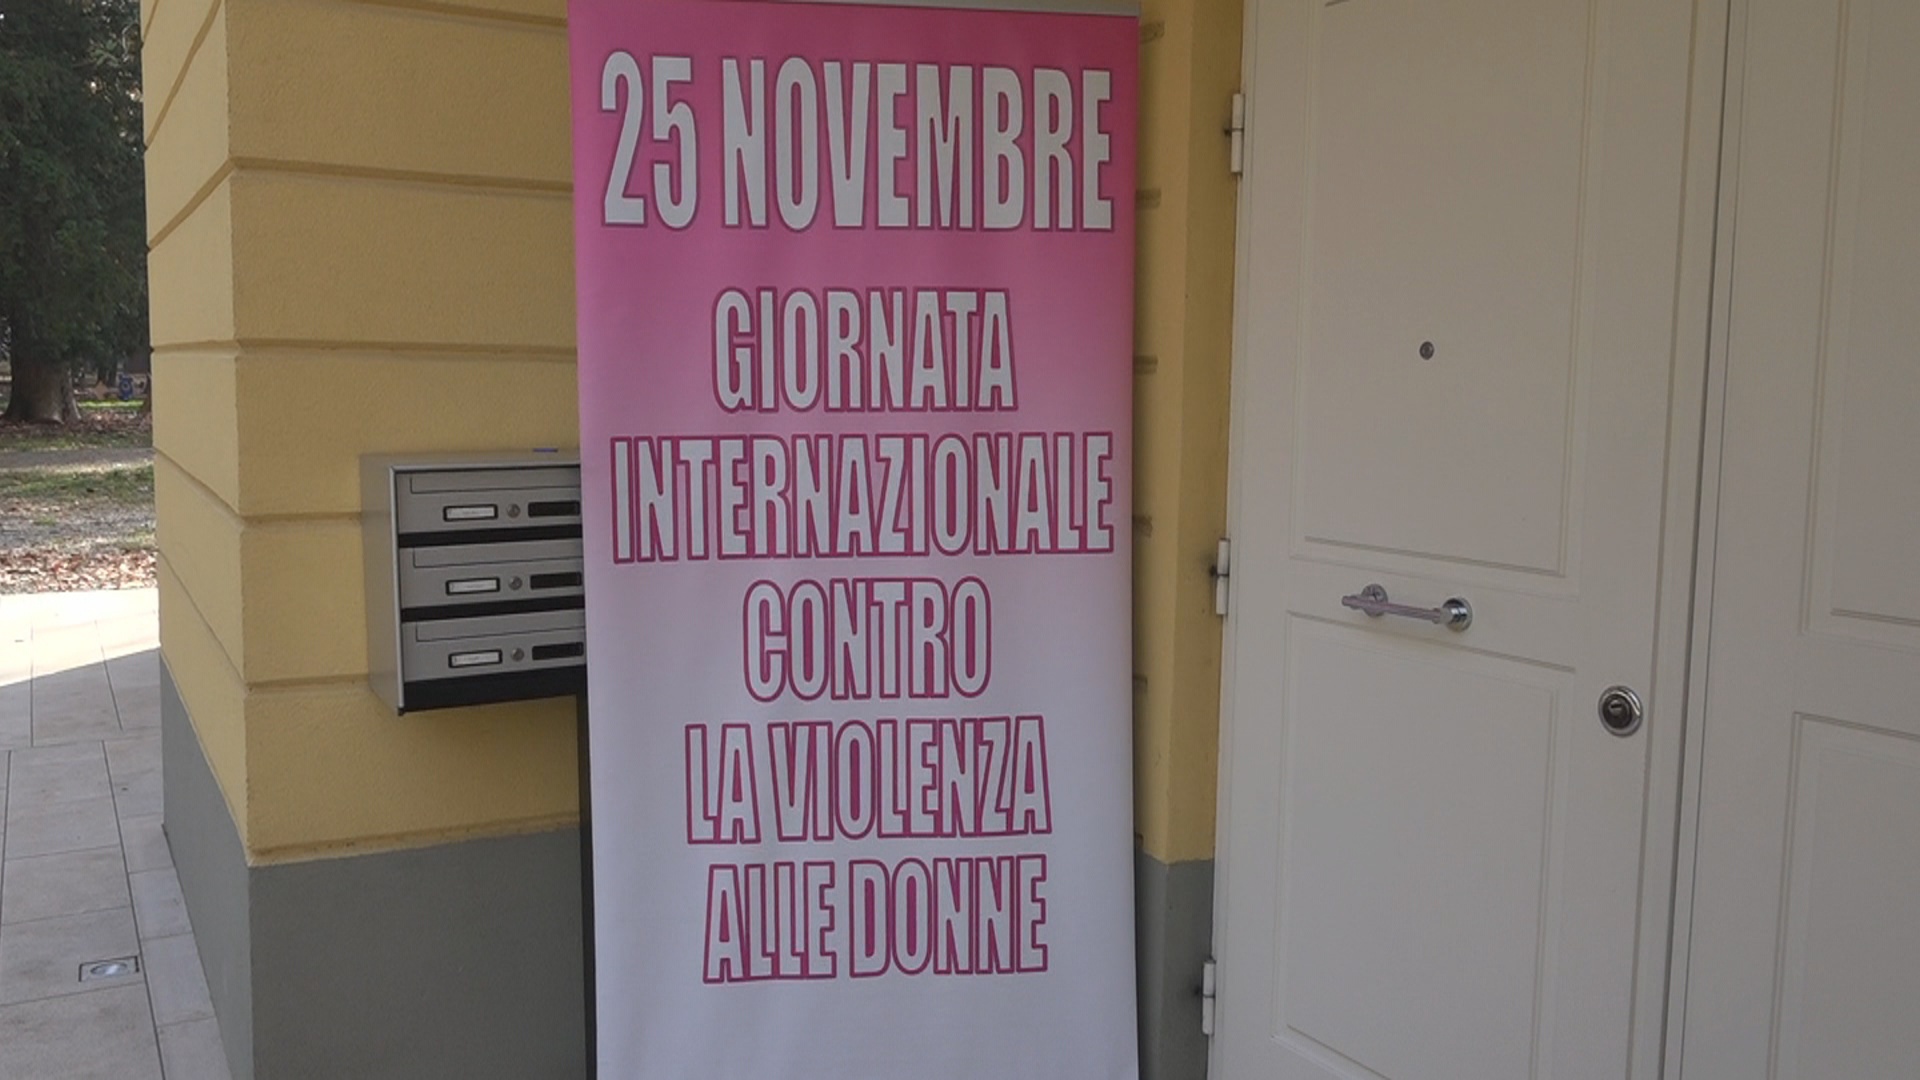 25 NOVEMBRE
GIORNATA
INTERNAZIONALE
CONTRO
LA VIOLENZA
ALLE DONNE